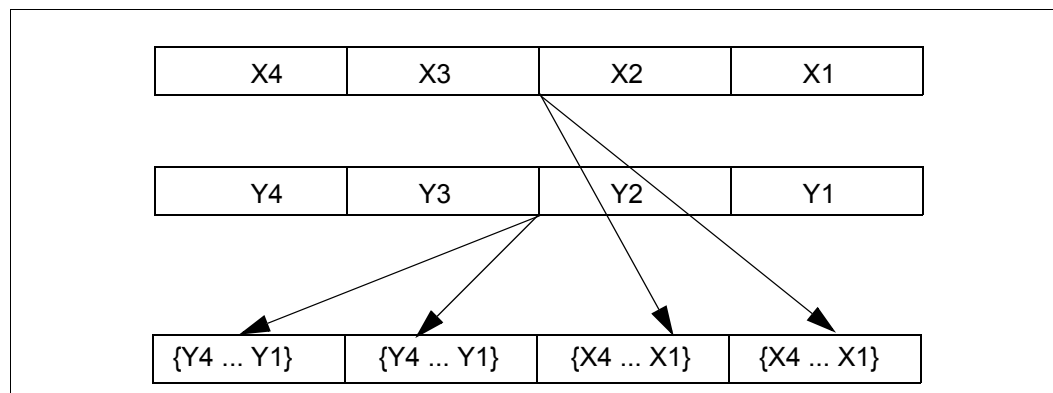 X4 X3 X2 X1
Y4 Y3 Y2 Y1
{Y4 ... Y1} {Y4 ... Y1} {X4 ... X1} {X4 ... X1}